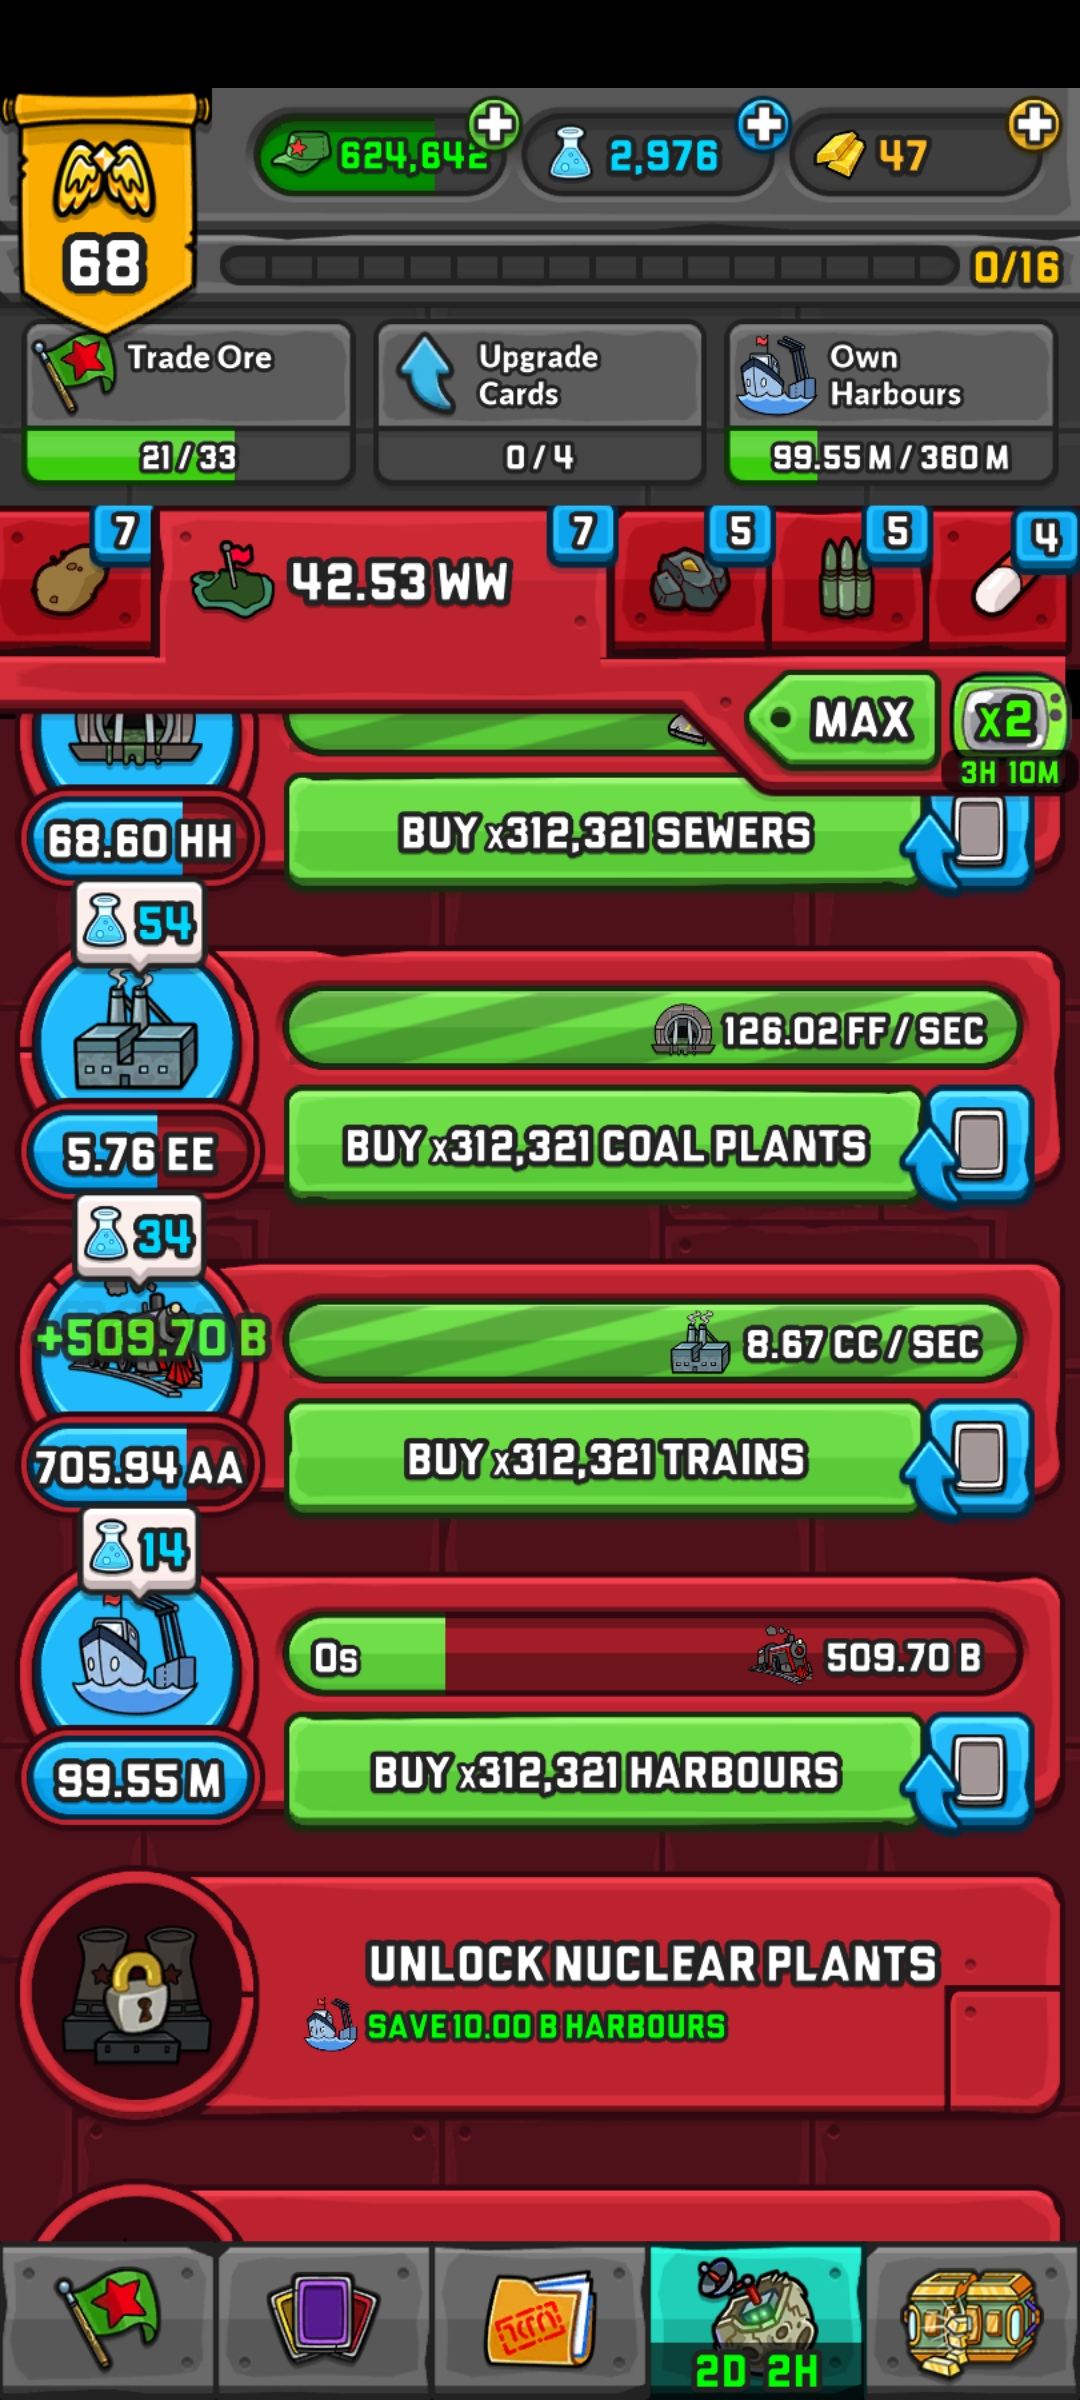 68
624,642
2,976
47
0/16
Trade Ore
21/33
Upgrade
Cards
0/4
Own
Harbours
99.55 M / 360 M
7
42.53 WW
7
5
5
4
MAX
x2
3H 10M
68.60 HH
BUY x312,321 SEWERS
54
126.02 FF / SEC
5.76 EE
BUY x312,321 COAL PLANTS
34
+509.70 B
8.67 CC / SEC
705.94 AA
BUY x312,321 TRAINS
14
0s
509.70 B
99.55 M
BUY x312,321 HARBOURS
UNLOCK NUCLEAR PLANTS
SAVE 10.00 B HARBOURS
2D 2H